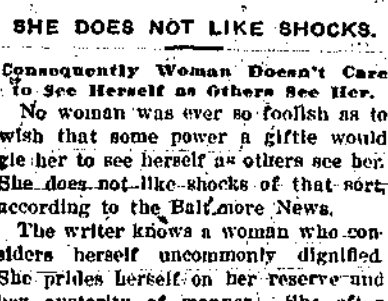 SHE DOES NOT LIKE SHOCKS.
Consequently Woman Doesn't Care
to See Herself as Others See Her.
No woman was ever so foolish as to
wish that some power a giftie would
gie her to see herself as others see her.
She does not like shocks of that sort,
according to the Baltimore News.
The writer knows a woman who con-
siders herself uncommonly dignified
She prides herself on her reserve and
her austerity of manner.